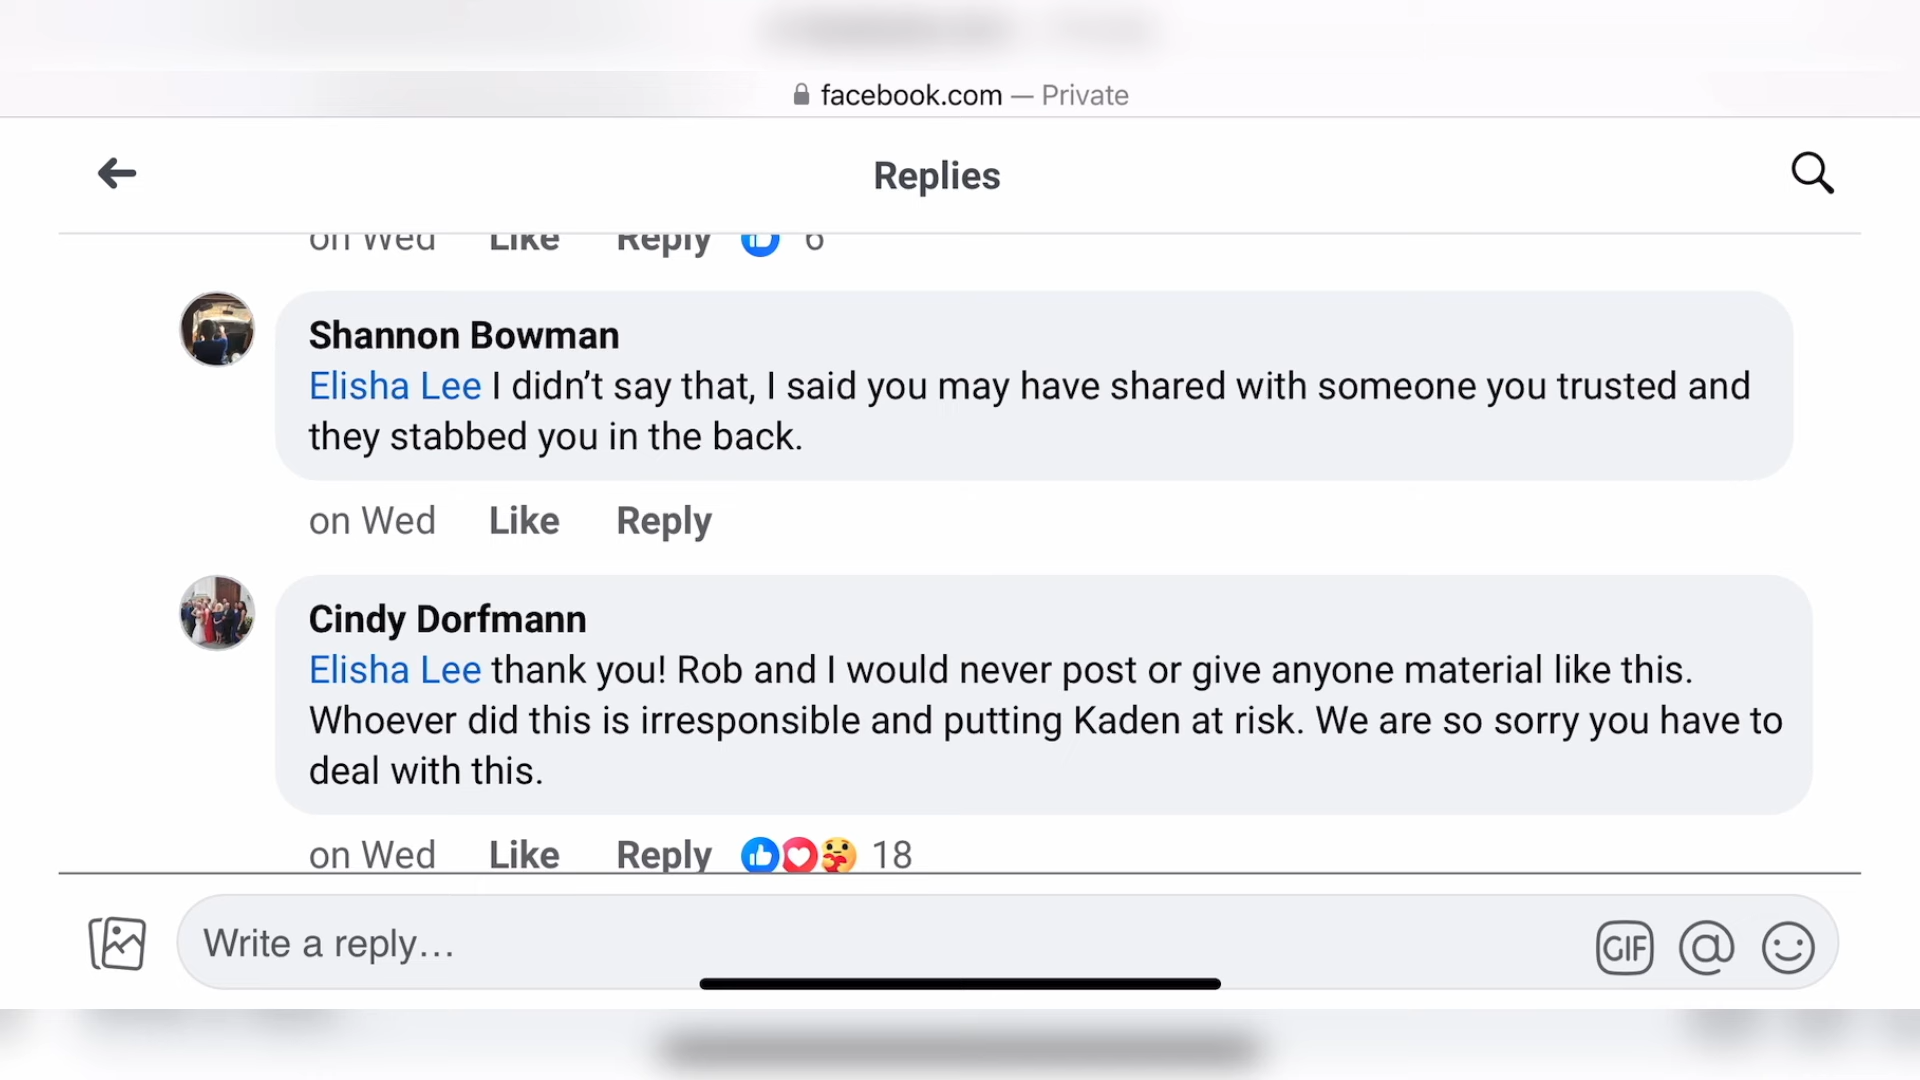 facebook.com — Private
Replies
on Wed Like Reply 6
Shannon Bowman
Elisha Lee I didn’t say that, I said you may have shared with someone you trusted and
they stabbed you in the back.
on Wed Like Reply
Cindy Dorfmann
Elisha Lee thank you! Rob and I would never post or give anyone material like this.
Whoever did this is irresponsible and putting Kaden at risk. We are so sorry you have to
deal with this.
on Wed Like Reply 18
Write a reply...
GIF @